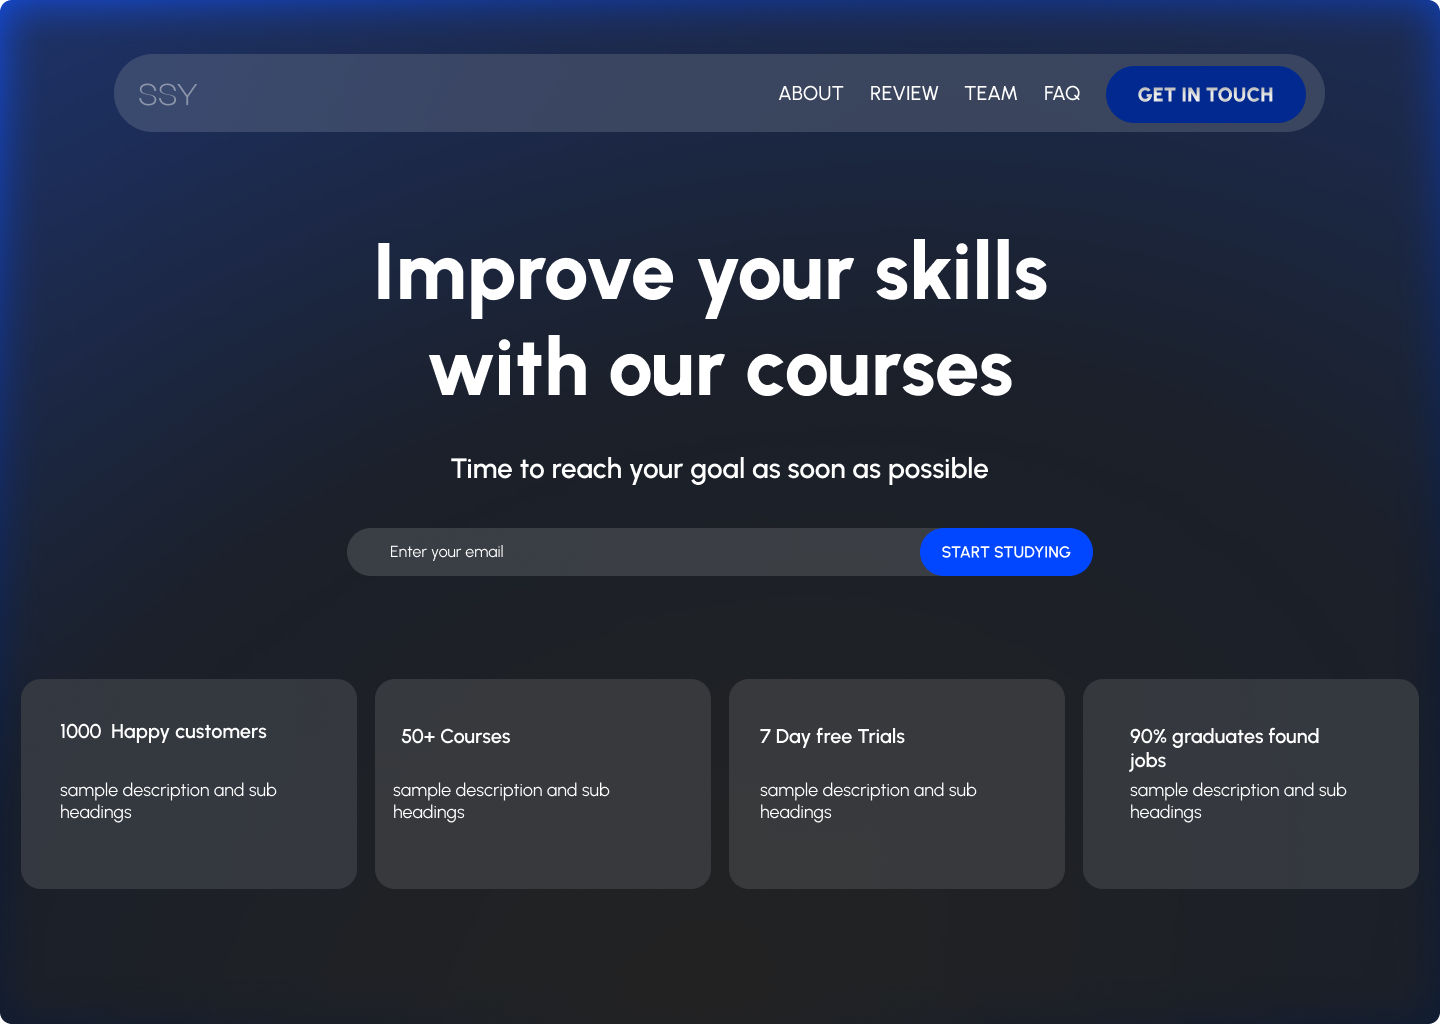 SSY
ABOUT REVIEW TEAM FAQ GET IN TOUCH
Improve your skills
with our courses
Time to reach your goal as soon as possible
Enter your email START STUDYING
1000 Happy customers
sample description and sub
headings
50+ Courses
sample description and sub
headings
7 Day free Trials
sample description and sub
headings
90% graduates found
jobs
sample description and sub
headings